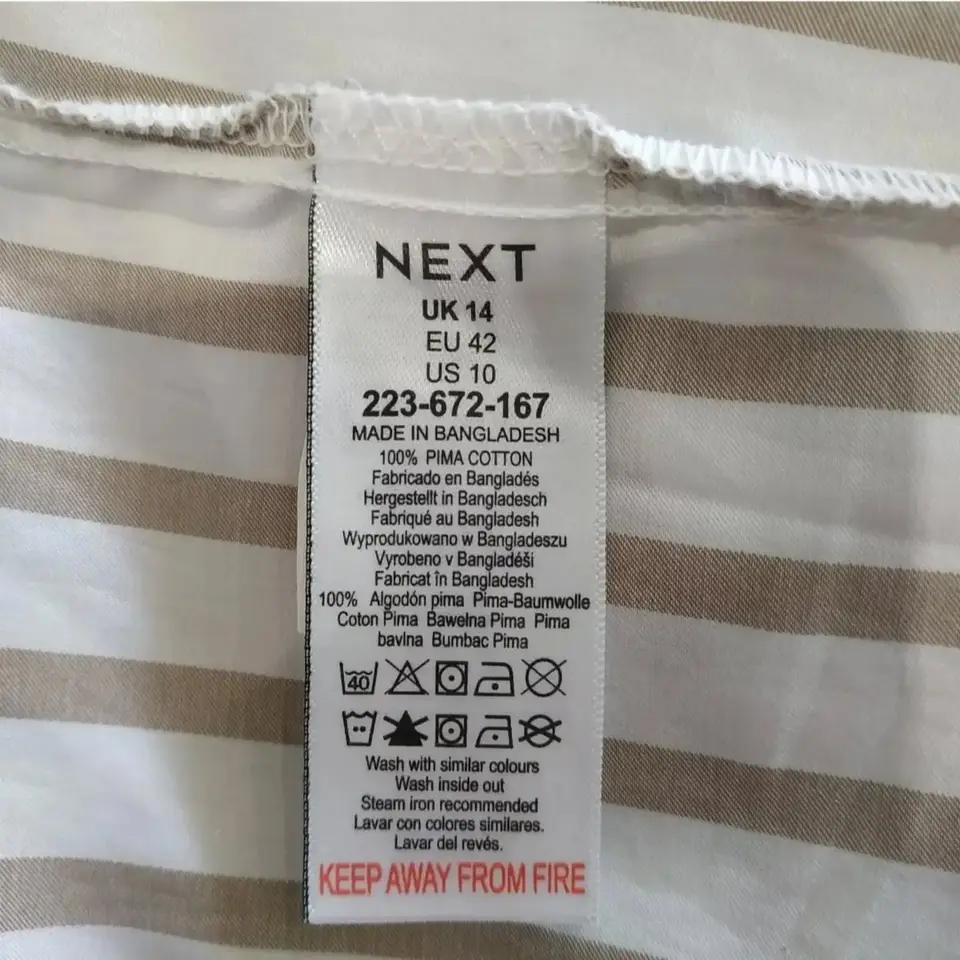 NEXT
UK 14
EU 42
US 10
223-672-167
MADE IN BANGLADESH
100% PIMA COTTON
Fabricado en Bangladés
Hergestellt in Bangladesch
Fabriqué au Bangladesh
Wyprodukowano w Bangladeszu
Vyrobeno v Bangladéši
Fabricat în Bangladesh
100% Algodón pima Pima-Baumwolle
Coton Pima Bawełna Pima Pima
bavlna Bumbac Pima
40
Wash with similar colours
Wash inside out
Steam iron recommended
Lavar con colores similares.
Lavar del revés.
KEEP AWAY FROM FIRE